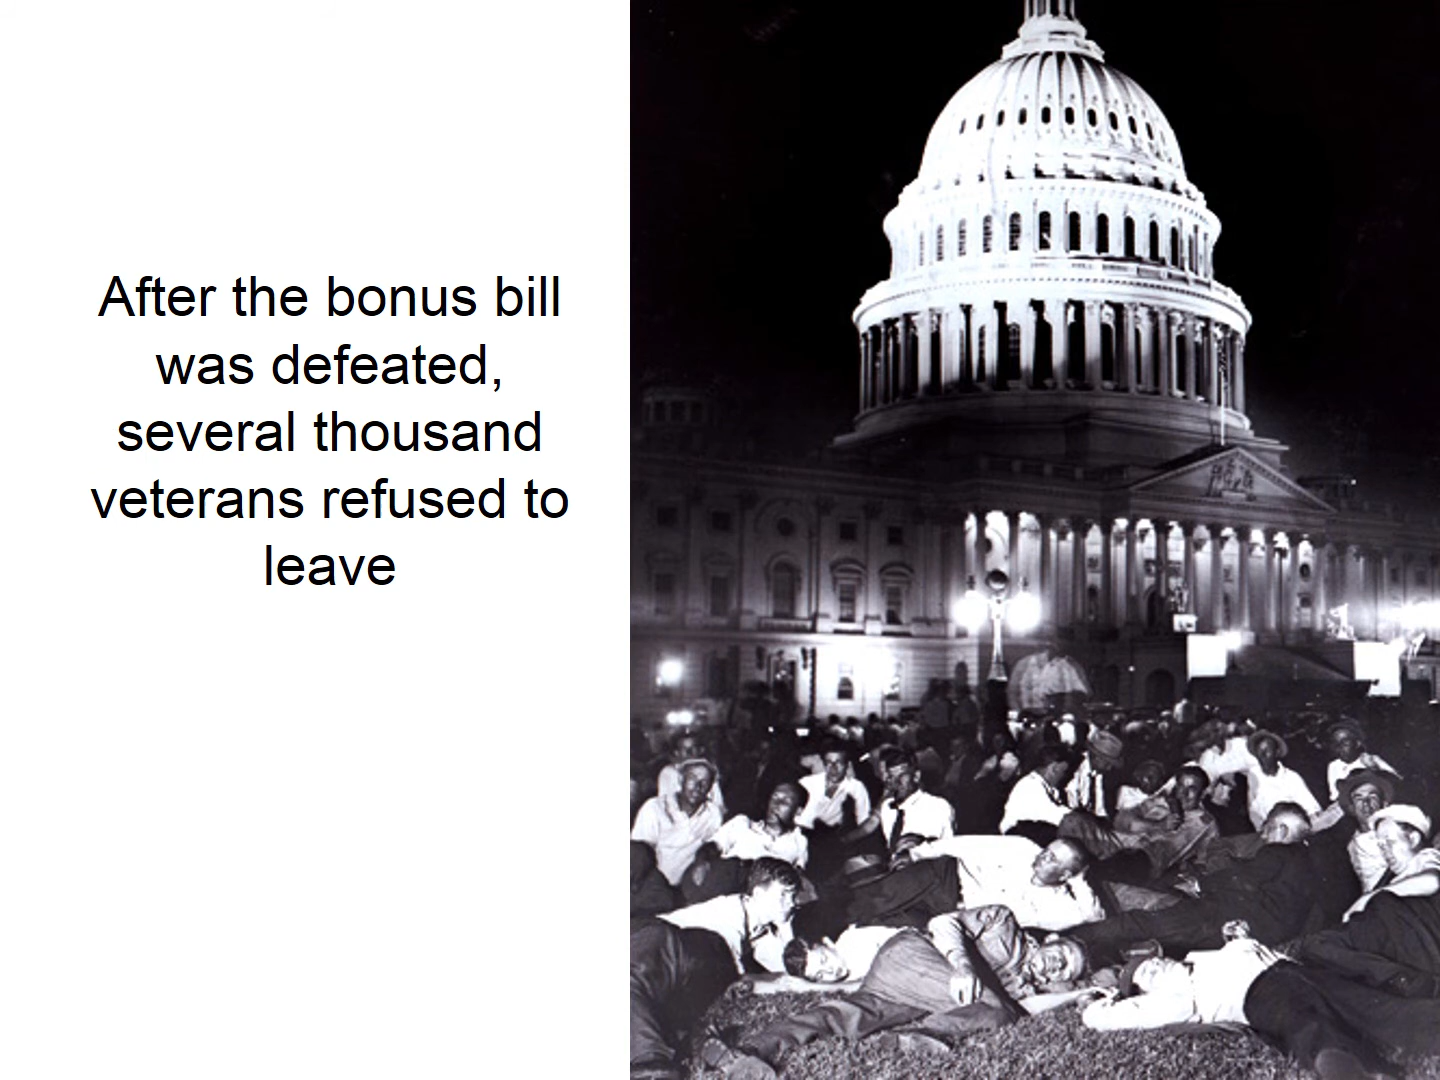 After the bonus bill
was defeated,
several thousand
veterans refused to
leave